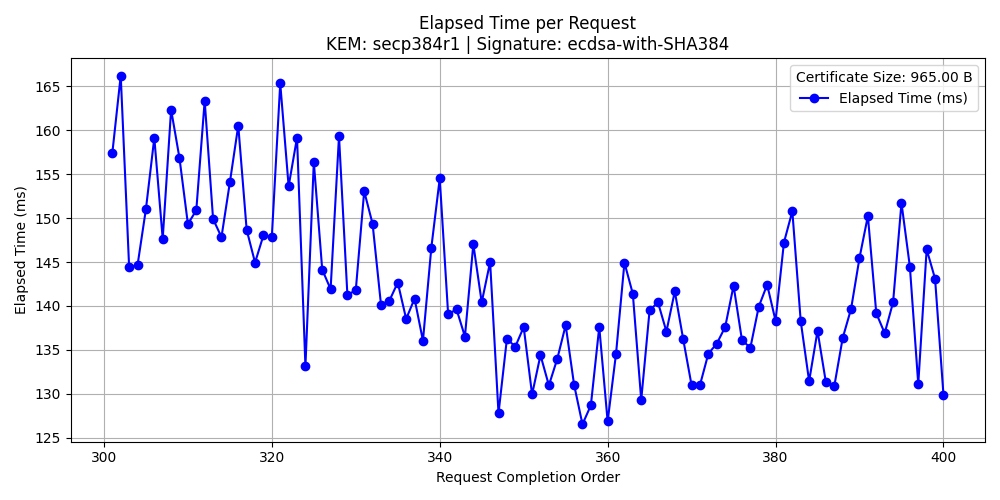 Elapsed Time per Request
KEM: secp384r1 | Signature: ecdsa-with-SHA384
Certificate Size: 965.00 B
Elapsed Time (ms)
Elapsed Time (ms)
165
160
155
150
145
140
135
130
125
300 320 340 360 380 400
Request Completion Order